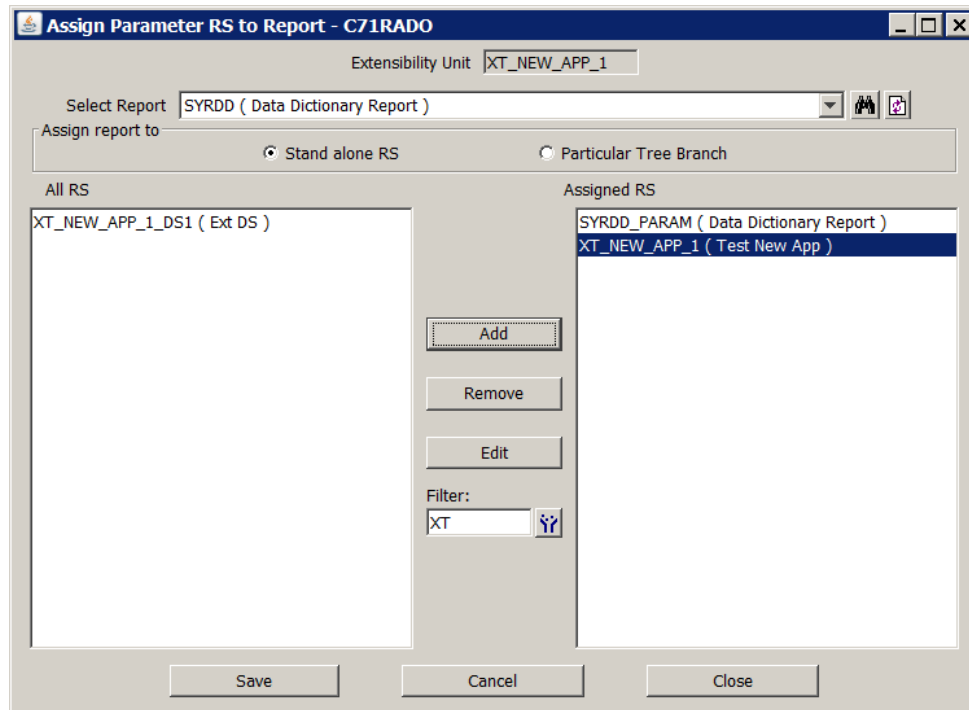 Assign Parameter RS to Report - C71RADO
Extensibility Unit XT_NEW_APP_1
Select Report SYRDD ( Data Dictionary Report )
Assign report to
Stand alone RS Particular Tree Branch
All RS Assigned RS
XT_NEW_APP_1_DS1 ( Ext DS ) SYRDD_PARAM ( Data Dictionary Report )
XT_NEW_APP_1 ( Test New App )
Add
Remove
Edit
Filter:
XT
Save Cancel Close